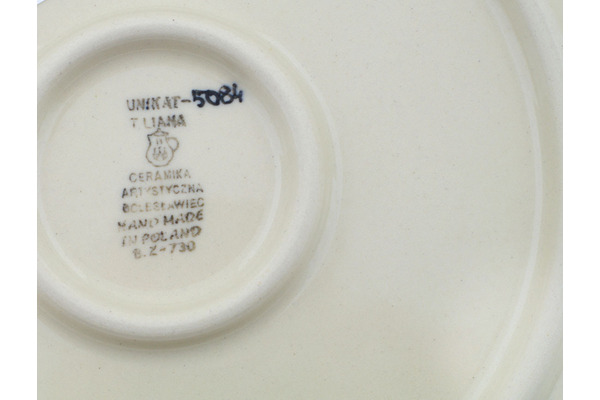 UNIKAT-5084
T LIANA
CERAMIKA
ARTYSTYCZNA
BOLESŁAWIEC
HAND MADE
IN POLAND
B.Z-730